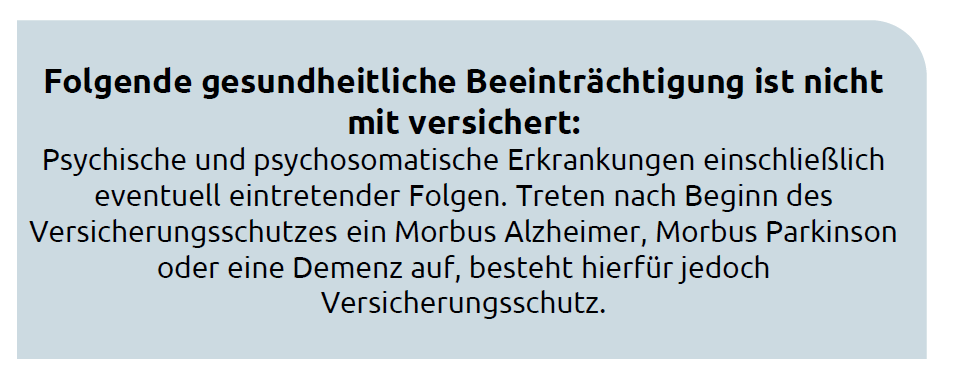 Folgende gesundheitliche Beeinträchtigung ist nicht
mit versichert:
Psychische und psychosomatische Erkrankungen einschließlich
eventuell eintretender Folgen. Treten nach Beginn des
Versicherungsschutzes ein Morbus Alzheimer, Morbus Parkinson
oder eine Demenz auf, besteht hierfür jedoch
Versicherungsschutz.